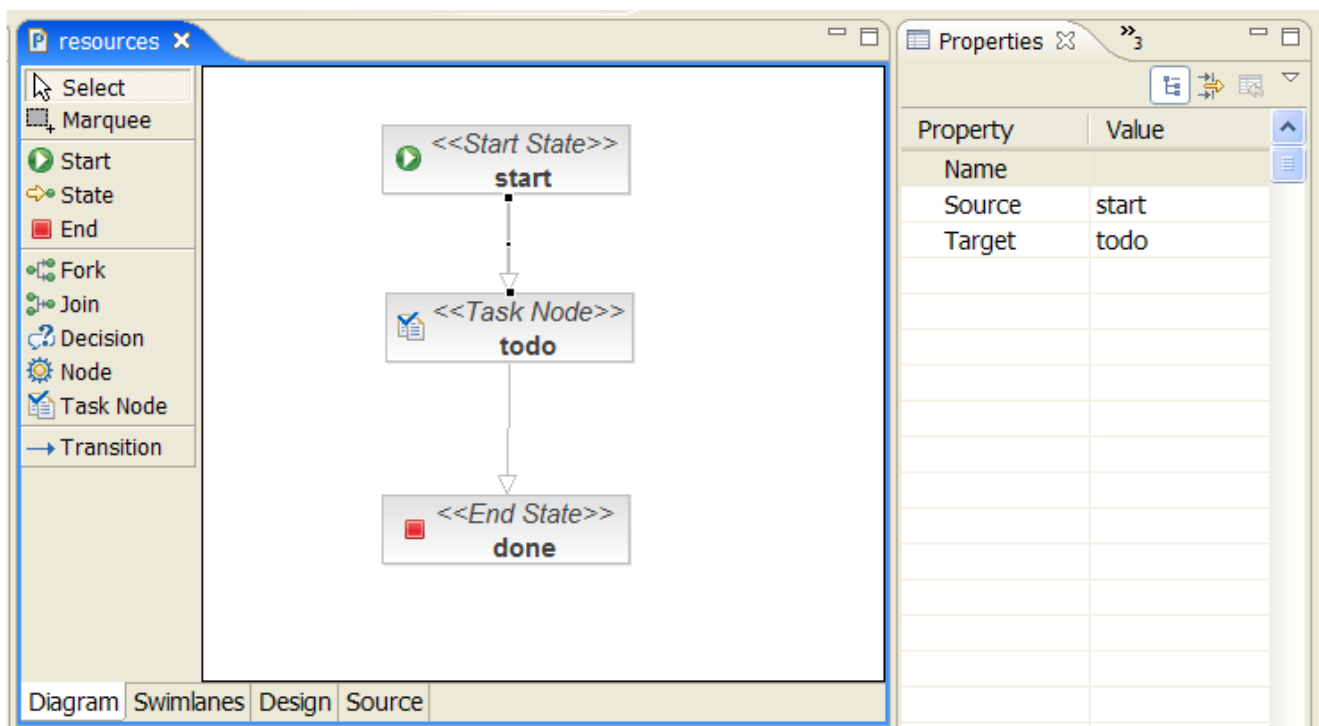 resources
Select
Marquee
Start
State
End
Fork
Join
Decision
Node
Task Node
Transition
<<Start State>>
start
<<Task Node>>
todo
<<End State>>
done
Diagram Swimlanes Design Source
Properties »3
Property Value
Name
Source start
Target todo